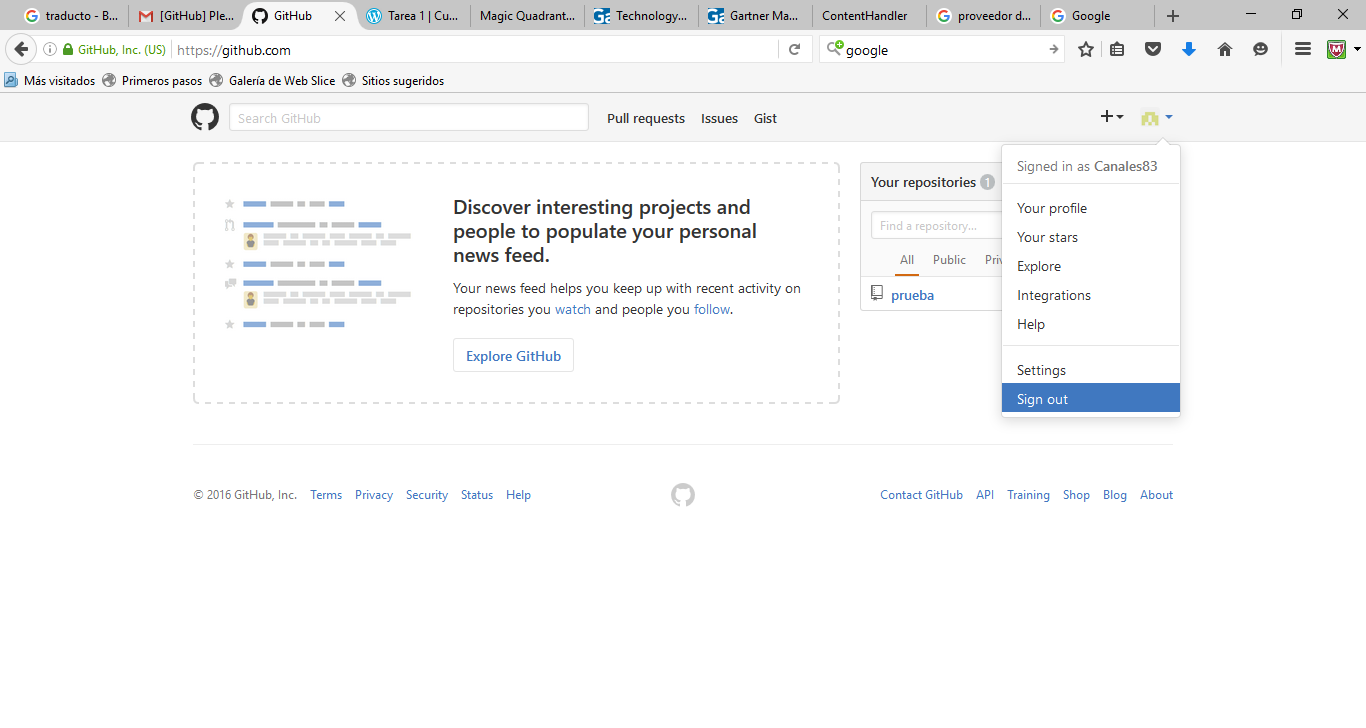 traducto - B...
[GitHub] Ple...
GitHub
Tarea 1 | Cu...
Magic Quadrant...
Technology...
Gartner Ma...
ContentHandler
proveedor d...
Google
GitHub, Inc. (US)
https://github.com
google
Más visitados
Primeros pasos
Galería de Web Slice
Sitios sugeridos
Search GitHub
Pull requests
Issues
Gist
Discover interesting projects and
people to populate your personal
news feed.
Your news feed helps you keep up with recent activity on
repositories you watch and people you follow.
Explore GitHub
Your repositories 1
Find a repository...
All
Public
Priv
prueba
Signed in as Canales83
Your profile
Your stars
Explore
Integrations
Help
Settings
Sign out
© 2016 GitHub, Inc.
Terms
Privacy
Security
Status
Help
Contact GitHub
API
Training
Shop
Blog
About